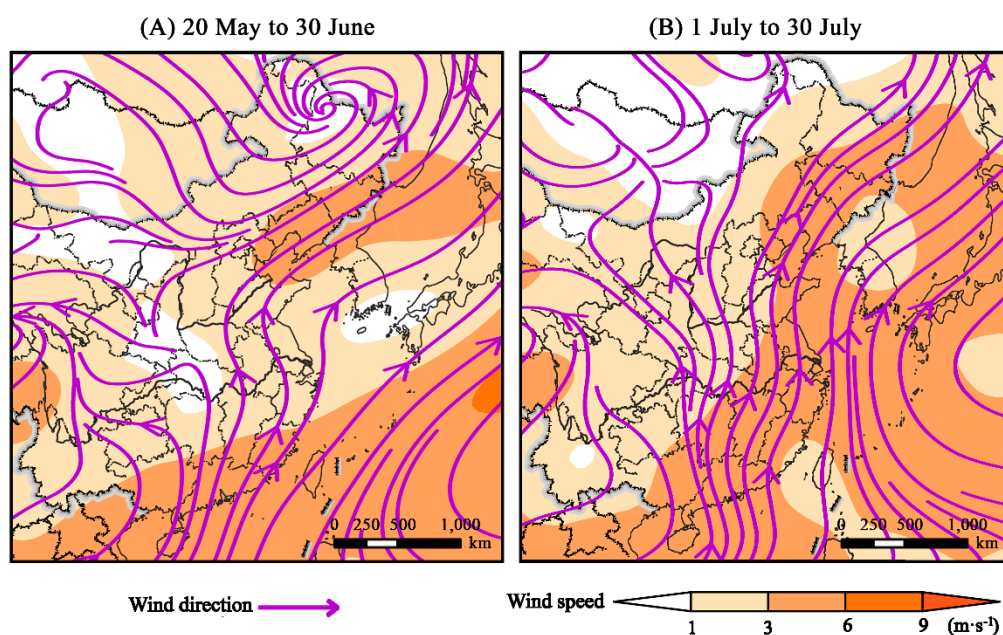 (A) 20 May to 30 June
(B) 1 July to 30 July
0 250 500 1,000
km
0 250 500 1,000
km
Wind direction
Wind speed
1 3 6 9 (m·s⁻¹)